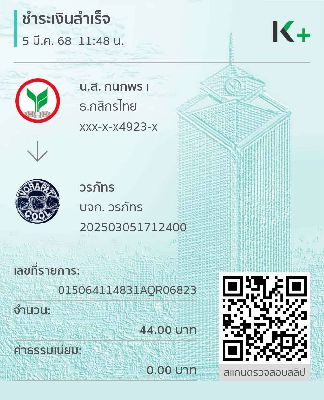 ชำระเงินสำเร็จ
5 มี.ค. 68 11:48 น.
K+
น.ส. กนกพร เ
ธ.กสิกรไทย
xxx-x-x4923-x
VORAPAT
COOL
วรภัทร
บจก. วรภัทร
202503051712400
เลขที่รายการ:
015064114831AQR06823
จำนวน:
44.00 บาท
ค่าธรรมเนียม:
0.00 บาท
สแกนตรวจสอบสลิป